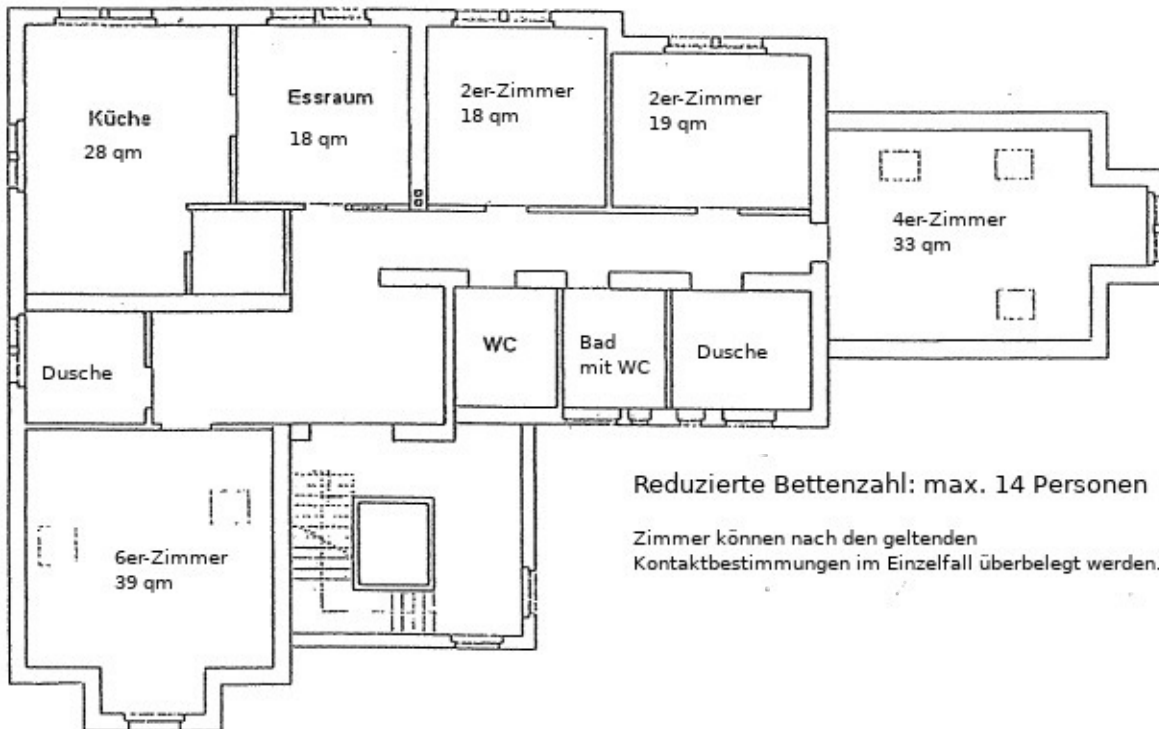 Küche
28 qm
Essraum
18 qm
2er-Zimmer
18 qm
2er-Zimmer
19 qm
4er-Zimmer
33 qm
WC
Bad
mit WC
Dusche
Dusche
6er-Zimmer
39 qm
Reduzierte Bettenzahl: max. 14 Personen
Zimmer können nach den geltenden
Kontaktbestimmungen im Einzelfall überbelegt werden.